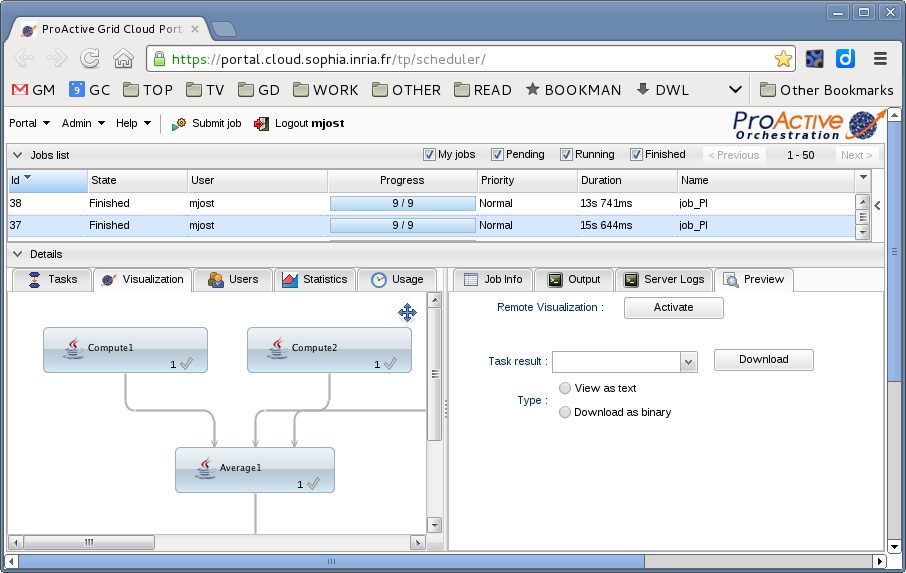 ProActive Grid Cloud Port
https://portal.cloud.sophia.inria.fr/tp/scheduler/
GM 9 GC TOP TV GD WORK OTHER READ BOOKMAN DWL Other Bookmarks
Portal Admin Help Submit job Logout mjost
ProActive
Orchestration
Jobs list My jobs Pending Running Finished < Previous 1 - 50 Next >
Id State User Progress Priority Duration Name
38 Finished mjost 9 / 9 Normal 13s 741ms job_PI
37 Finished mjost 9 / 9 Normal 15s 644ms job_PI
Details
Tasks Visualization Users Statistics Usage Job Info Output Server Logs Preview
Remote Visualization : Activate
Compute1 Compute2
1 1
Task result : Download
View as text
Type :
Download as binary
Average1
1